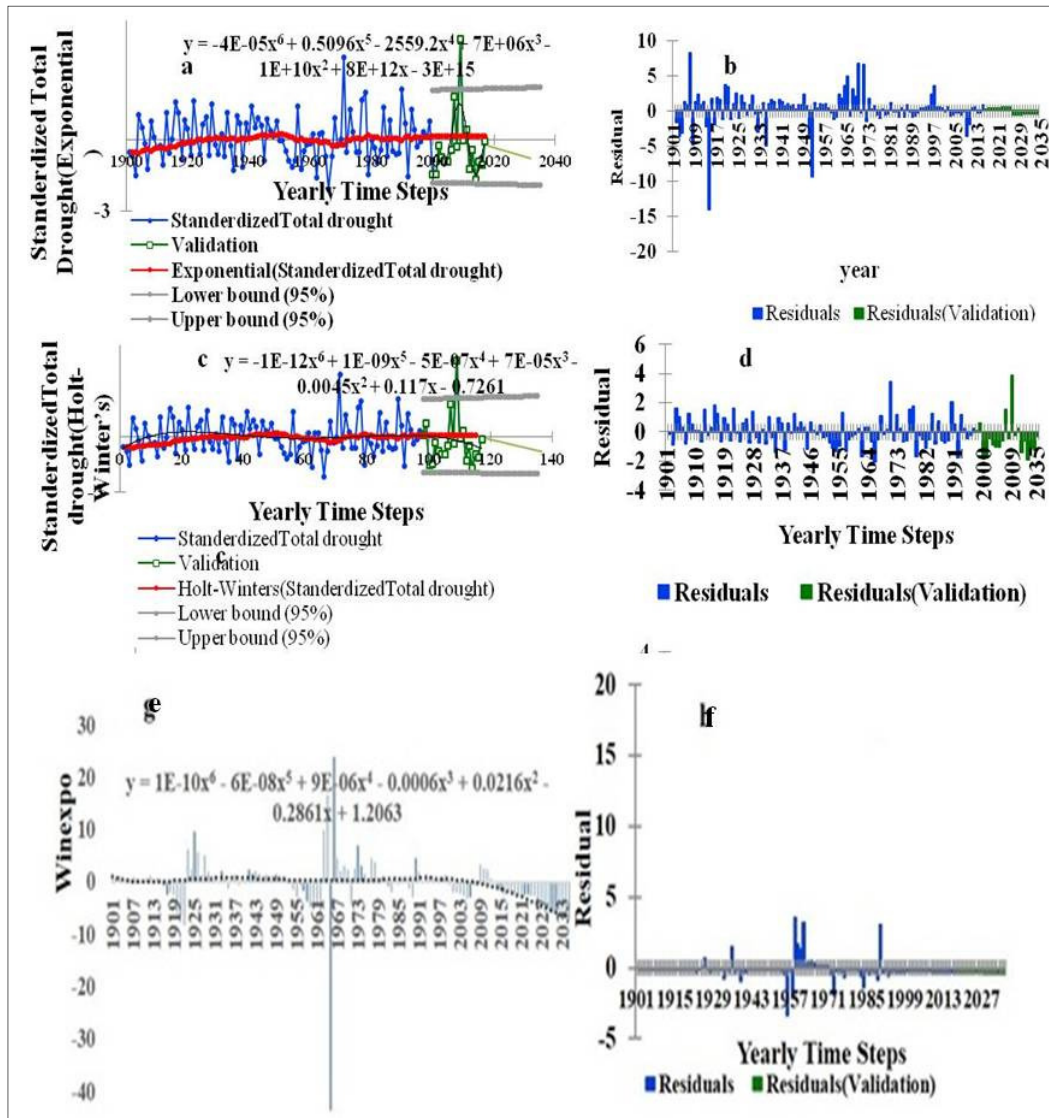 y = -4E-05x⁶ + 0.5096x⁵ - 2559.2x⁴ + 7E+06x³ -
1E+10x² + 8E+12x - 3E+15
a
Standerdized Total
Drought(Exponential
)
1900 1920 1940 1960 1980 2000 2020 2040
-3
Yearly Time Steps
StanderdizedTotal drought
Validation
Exponential(StanderdizedTotal drought)
Lower bound (95%)
Upper bound (95%)
b
Residual
10
5
0
-5
-10
-15
-20
1901 1909 1917 1925 1933 1941 1949 1957 1965 1973 1981 1989 1997 2005 2013 2021 2029 2035
year
Residuals
Residuals(Validation)
c
y = -1E-12x⁶ + 1E-09x⁵ - 5E-07x⁴ + 7E-05x³ -
0.0045x² + 0.117x - 0.7261
StanderdizedTotal
drought(Holt-
Winter's)
0 20 40 60 80 100 120 140
Yearly Time Steps
StanderdizedTotal drought
Validation
c
Holt-Winters(StanderdizedTotal drought)
Lower bound (95%)
Upper bound (95%)
d
Residual
6
4
2
0
-2
-4
1901 1910 1919 1928 1937 1946 1955 1964 1973 1982 1991 2000 2009 2035
Yearly Time Steps
Residuals
Residuals(Validation)
e
y = 1E-10x⁶ - 6E-08x⁵ + 9E-06x⁴ - 0.0006x³ + 0.0216x² -
0.2861x + 1.2063
Winexpo
30
20
10
0
-10
-20
-30
-40
1901 1907 1913 1919 1925 1931 1937 1943 1949 1955 1961 1967 1973 1979 1985 1991 1997 2003 2009 2015 2021 2027 2033
f
Residual
20
15
10
5
0
-5
1901 1915 1929 1943 1957 1971 1985 1999 2013 2027
Yearly Time Steps
Residuals
Residuals(Validation)